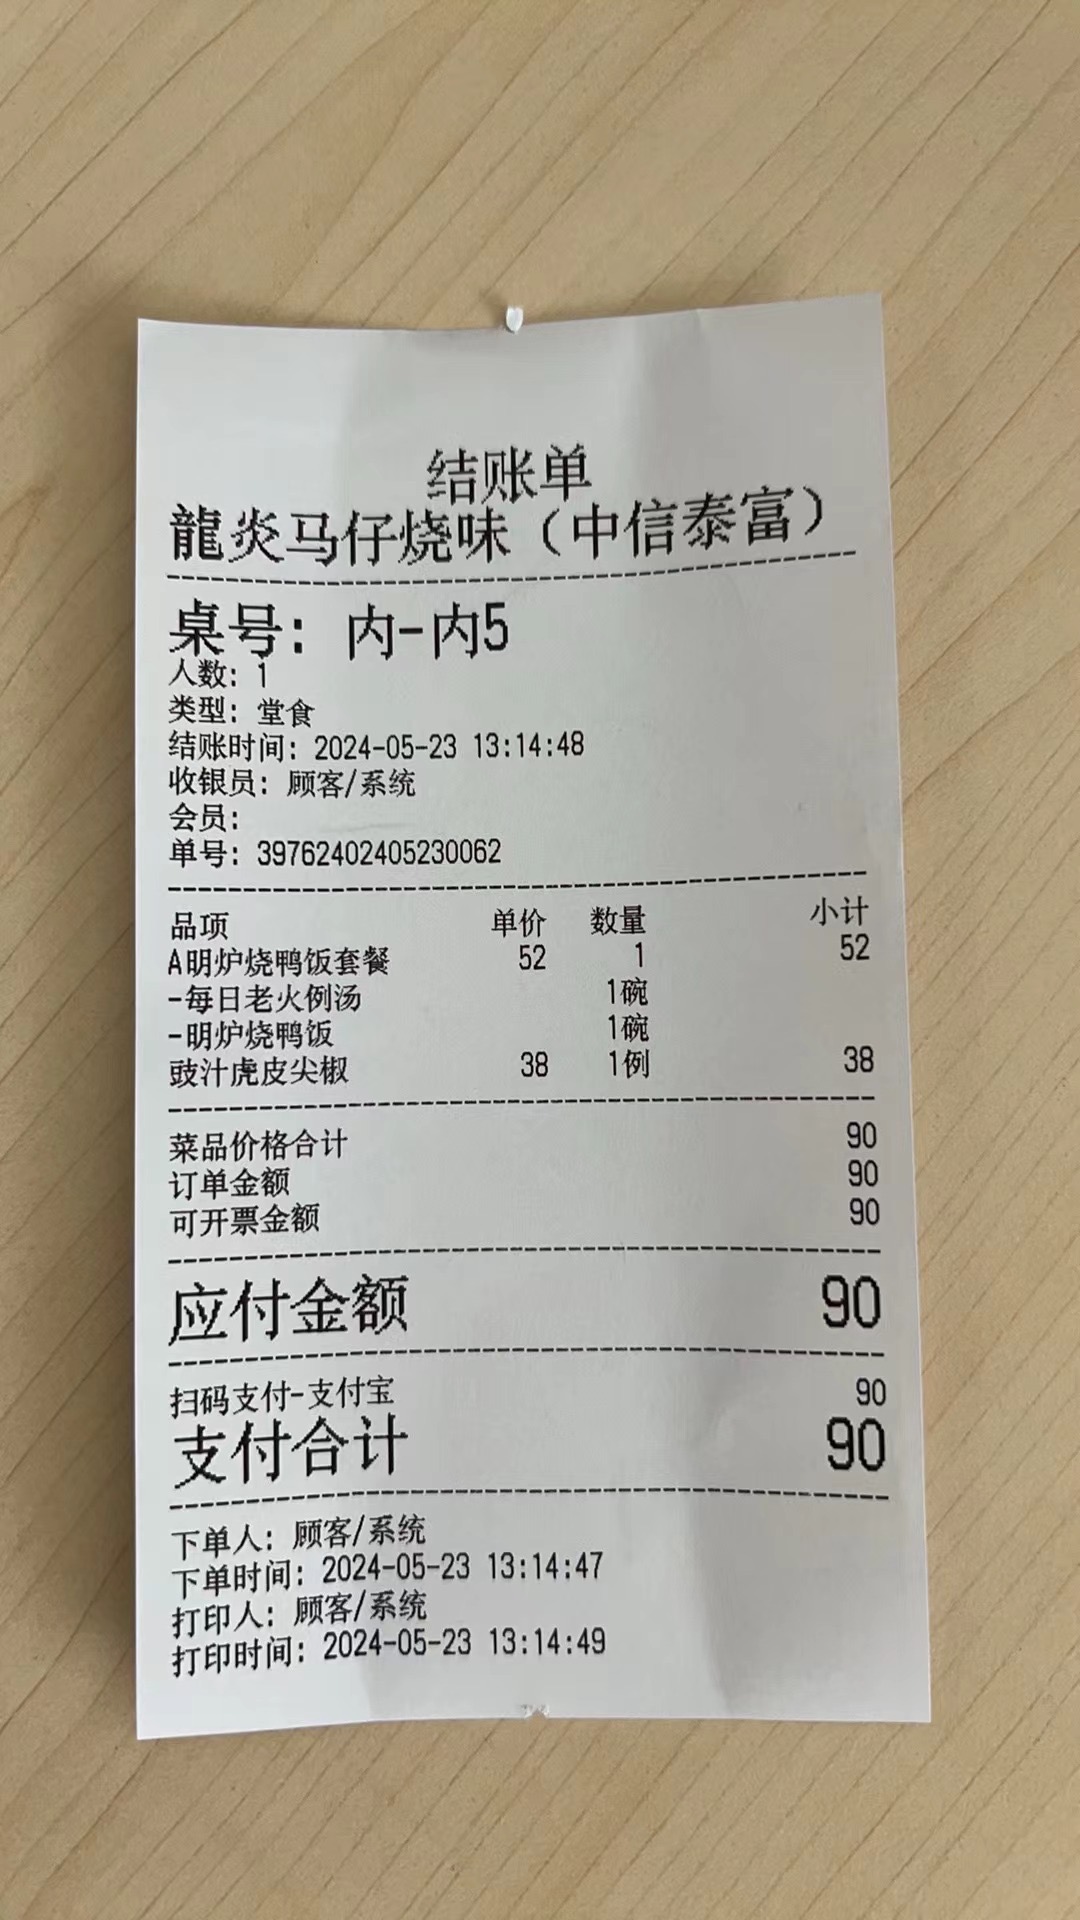 结账单
龍炎马仔烧味（中信泰富）
桌号：内-内5
人数：1
类型：堂食
结账时间：2024-05-23 13:14:48
收银员：顾客/系统
会员：
单号：39762402405230062
品项 单价 数量 小计
A明炉烧鸭饭套餐 52 1 52
-每日老火例汤 1碗
-明炉烧鸭饭 1碗
豉汁虎皮尖椒 38 1例 38
菜品价格合计 90
订单金额 90
可开票金额 90
应付金额 90
扫码支付-支付宝 90
支付合计 90
下单人：顾客/系统
下单时间：2024-05-23 13:14:47
打印人：顾客/系统
打印时间：2024-05-23 13:14:49